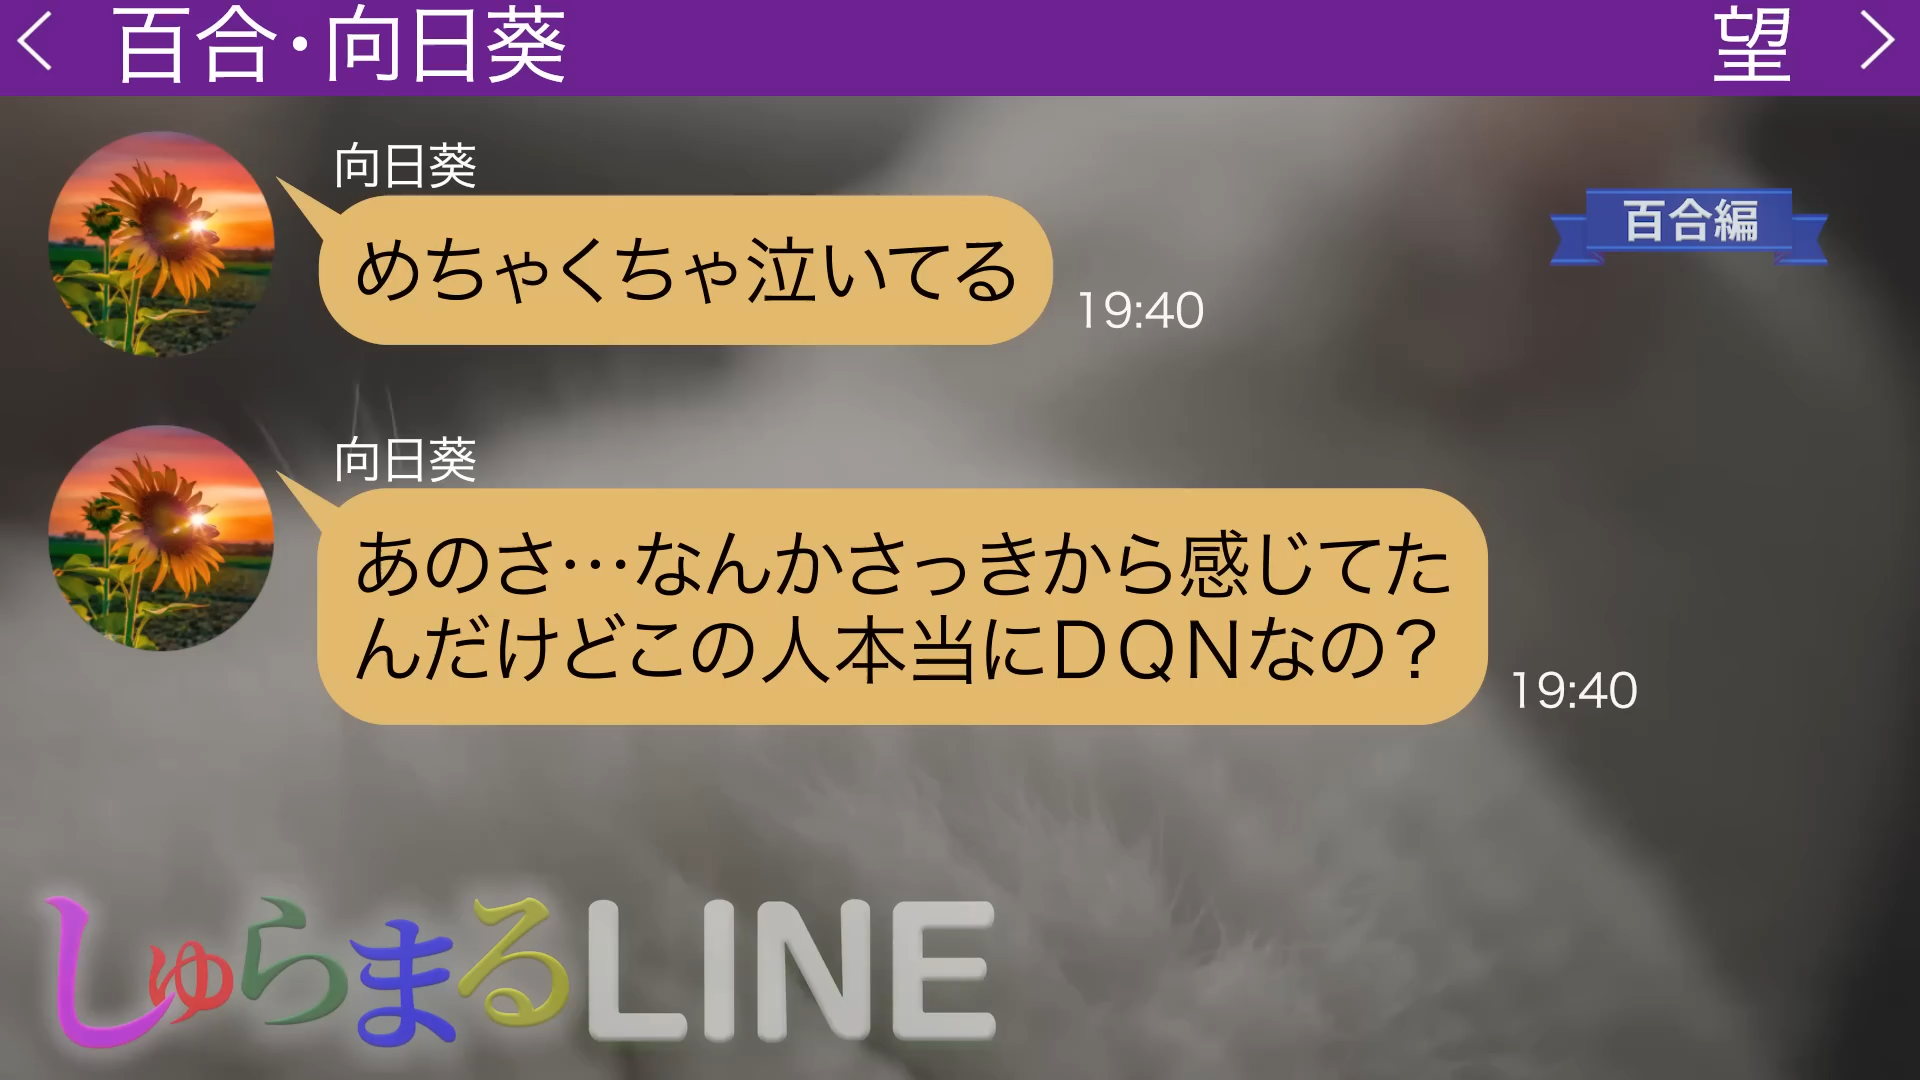 百合・向日葵
望
百合編
向日葵
めちゃくちゃ泣いてる
19:40
向日葵
あのさ…なんかさっきから感じてた
んだけどこの人本当にＤＱＮなの？
19:40
しゅらまるLINE